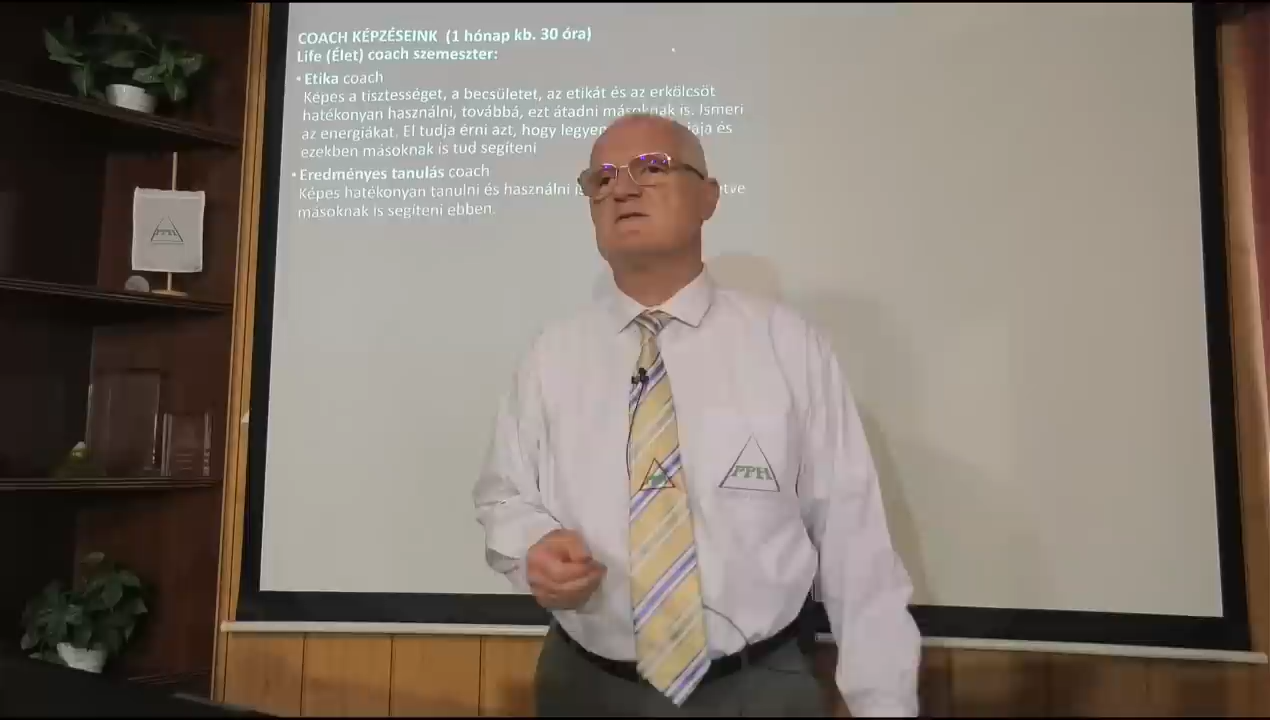 COACH KÉPZÉSEINK (1 hónap kb. 30 óra)
Life (Élet) coach szemeszter:
• Etika coach
Képes a tisztességet, a becsületet, az etikát és az erkölcsöt
hatékonyan használni, továbbá, ezt átadni másoknak is. Ismeri
az energiákat. El tudja érni azt, hogy legyen és
ezekben másoknak is tud segíteni
• Eredményes tanulás coach
Képes hatékonyan tanulni és használni
másoknak is segíteni ebben.
PPH
PPH